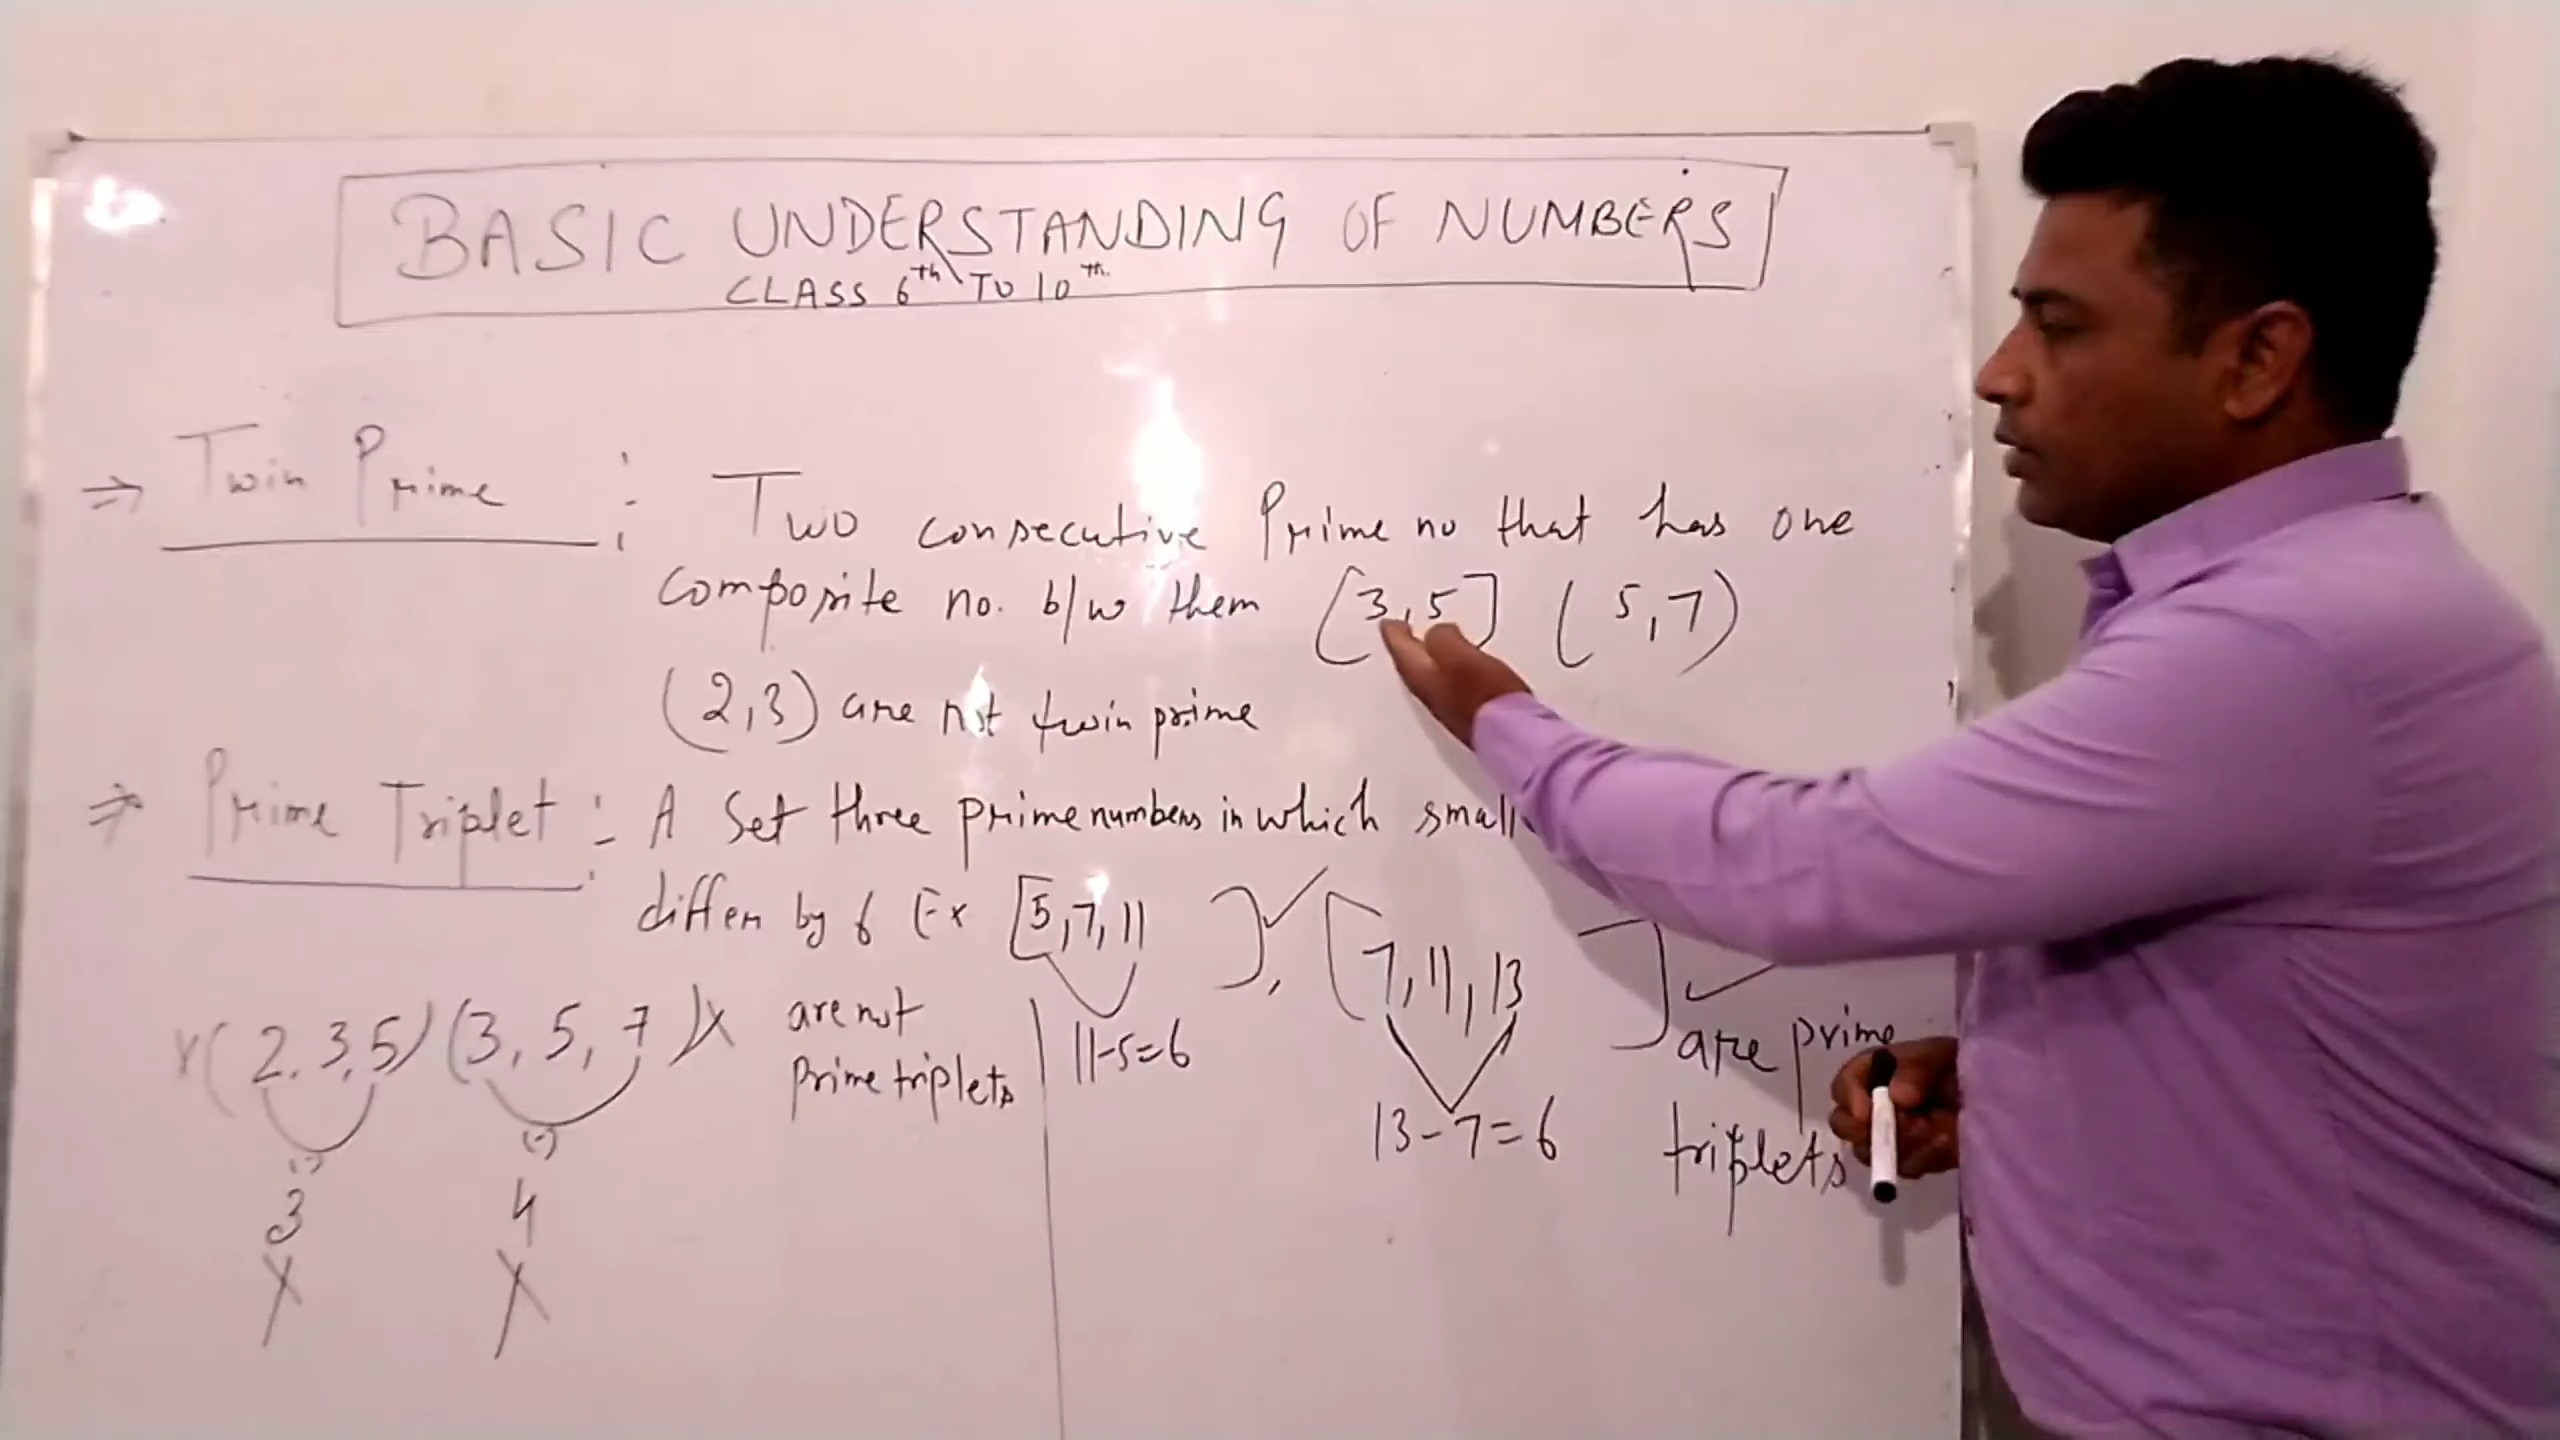 BASIC UNDERSTANDING OF NUMBERS
CLASS 6th TO 10th
⇒ Twin Prime : Two consecutive Prime no that has one
composite no. b/w them [3,5] (5,7)
(2,3) are not twin prime
⇒ Prime Triplet : A Set three prime numbers in which small
differ by 6 Ex [5,7,11] ✓, [7,11,13] ✓
are prime
triplets
X(2,3,5) (3,5,7)X are not
prime triplets
11-5=6
13-7=6
(-) (-)
3 4
X X